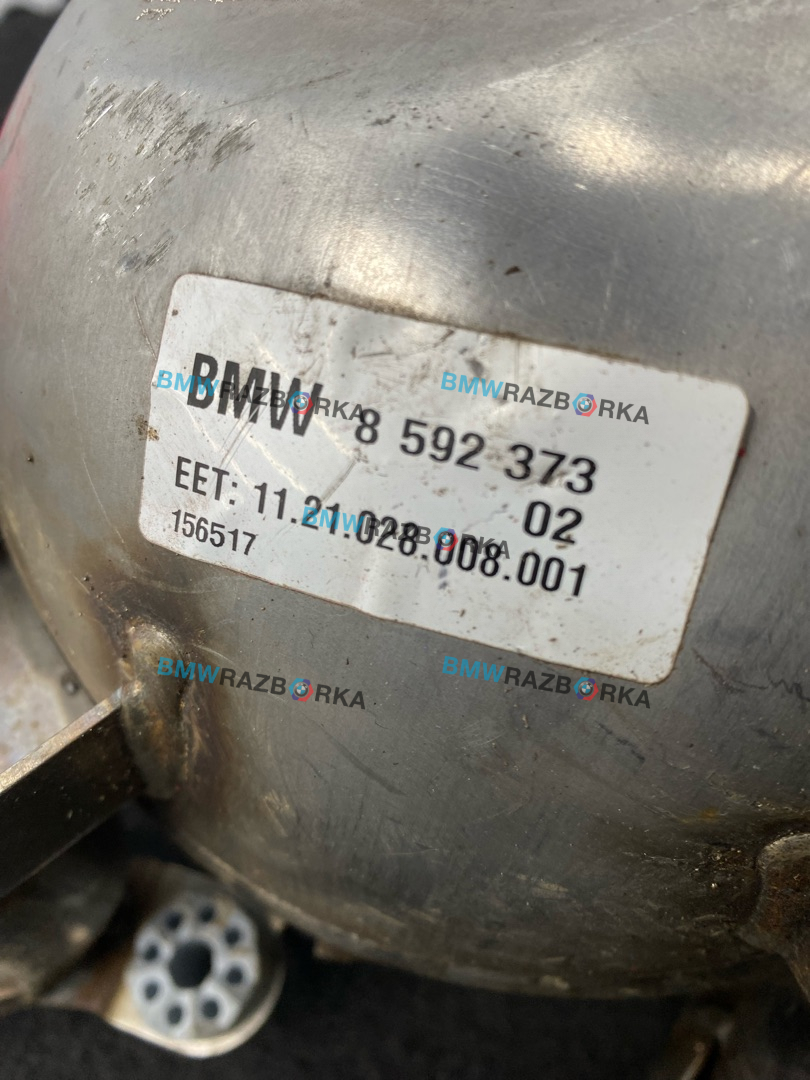 BMW 8 592 373
02
EET: 11.21.028.008.001
156517
BMWRAZBORKA
BMWRAZBORKA
BMWRAZBORKA
BMWRAZBORKA
BMWRAZBORKA